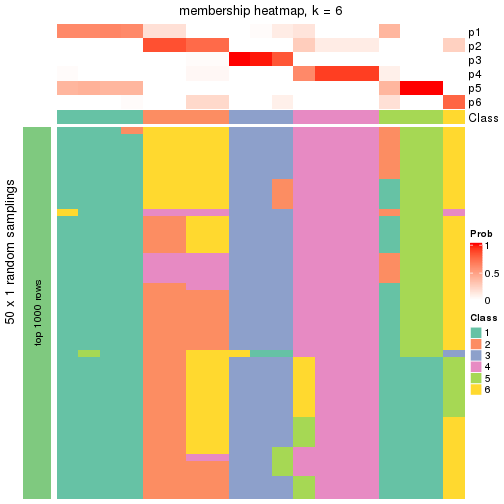 membership heatmap, k = 6
p1
p2
p3
p4
p5
p6
Class
50 x 1 random samplings
top 1000 rows
Prob
1
0.5
0
Class
1
2
3
4
5
6